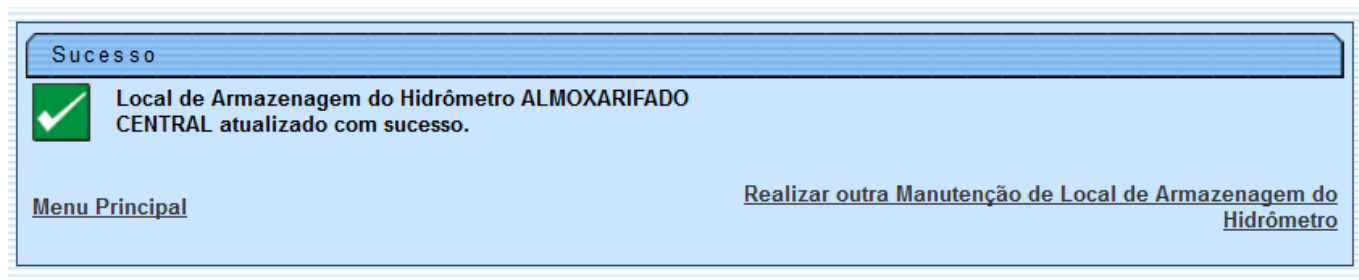 Sucesso
Local de Armazenagem do Hidrômetro ALMOXARIFADO
CENTRAL atualizado com sucesso.
Menu Principal
Realizar outra Manutenção de Local de Armazenagem do
Hidrômetro